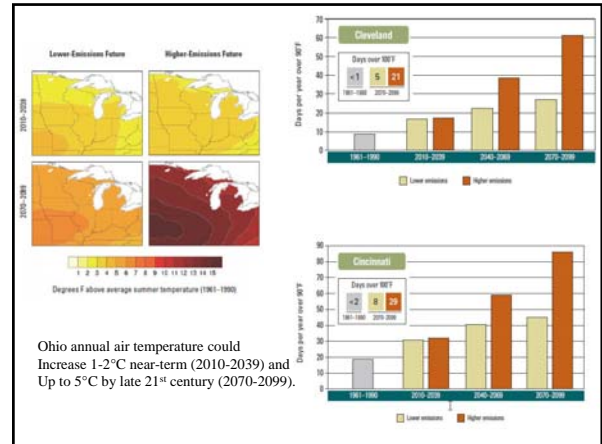 Lower-Emissions Future
Higher-Emissions Future
2010–2039
2070–2099
1 2 3 4 5 6 7 8 9 10 11 12 13 14 15
Degrees F above average summer temperature (1961–1990)
Ohio annual air temperature could
Increase 1-2°C near-term (2010-2039) and
Up to 5°C by late 21st century (2070-2099).
Days per year over 90°F
70
60
50
40
30
20
10
0
Cleveland
Days over 100°F
<1 5 21
1961–1990 2070–2099
1961–1990 2010–2039 2040–2069 2070–2099
Lower emissions Higher emissions
Days per year over 90°F
90
80
70
60
50
40
30
20
10
0
Cincinnati
Days over 100°F
<2 8 29
1961–1990 2070–2099
1961–1990 2010–2039 2040–2069 2070–2099
Lower emissions Higher emissions